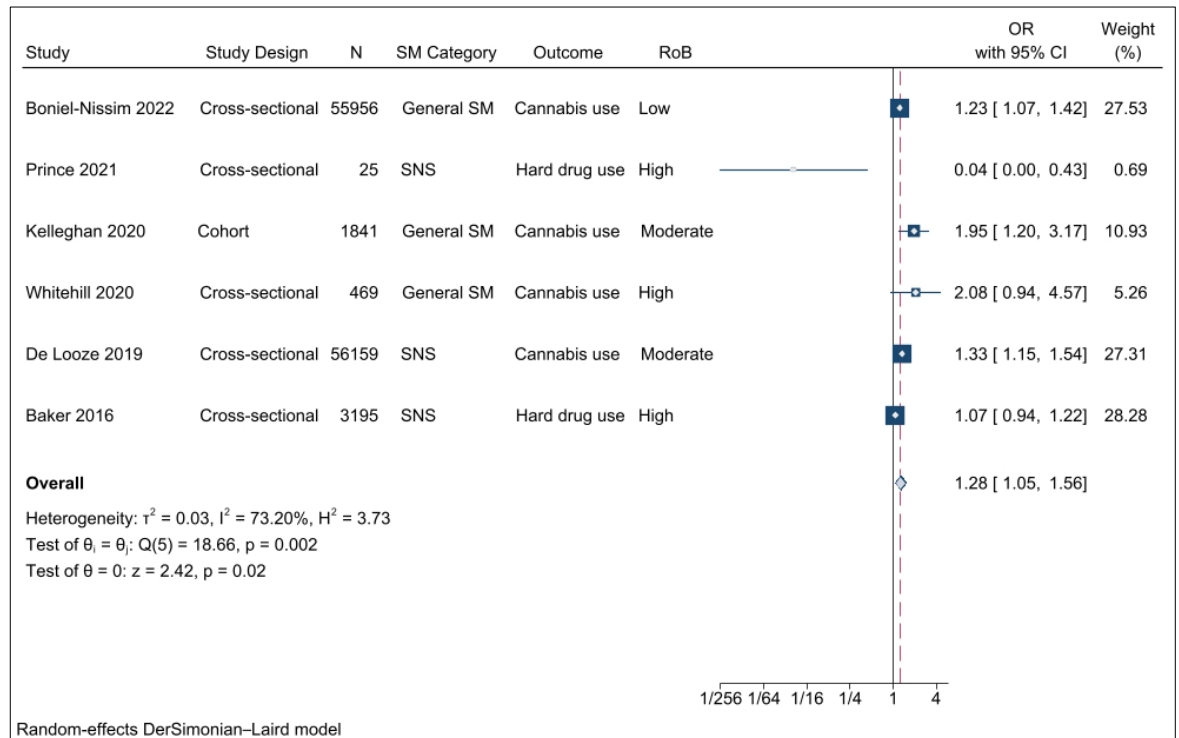 OR Weight
Study Study Design N SM Category Outcome RoB with 95% CI (%)
Boniel-Nissim 2022 Cross-sectional 55956 General SM Cannabis use Low 1.23 [ 1.07, 1.42] 27.53
Prince 2021 Cross-sectional 25 SNS Hard drug use High 0.04 [ 0.00, 0.43] 0.69
Kelleghan 2020 Cohort 1841 General SM Cannabis use Moderate 1.95 [ 1.20, 3.17] 10.93
Whitehill 2020 Cross-sectional 469 General SM Cannabis use High 2.08 [ 0.94, 4.57] 5.26
De Looze 2019 Cross-sectional 56159 SNS Cannabis use Moderate 1.33 [ 1.15, 1.54] 27.31
Baker 2016 Cross-sectional 3195 SNS Hard drug use High 1.07 [ 0.94, 1.22] 28.28
Overall 1.28 [ 1.05, 1.56]
Heterogeneity: τ² = 0.03, I² = 73.20%, H² = 3.73
Test of θᵢ = θⱼ: Q(5) = 18.66, p = 0.002
Test of θ = 0: z = 2.42, p = 0.02
1/256 1/64 1/16 1/4 1 4
Random-effects DerSimonian–Laird model